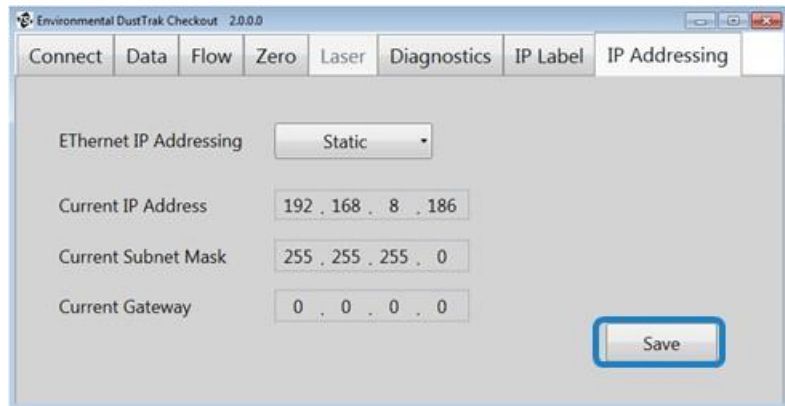 Environmental DustTrak Checkout 2.0.0.0
Connect Data Flow Zero Laser Diagnostics IP Label IP Addressing
EThernet IP Addressing Static
Current IP Address 192 . 168 . 8 . 186
Current Subnet Mask 255 . 255 . 255 . 0
Current Gateway 0 . 0 . 0 . 0
Save